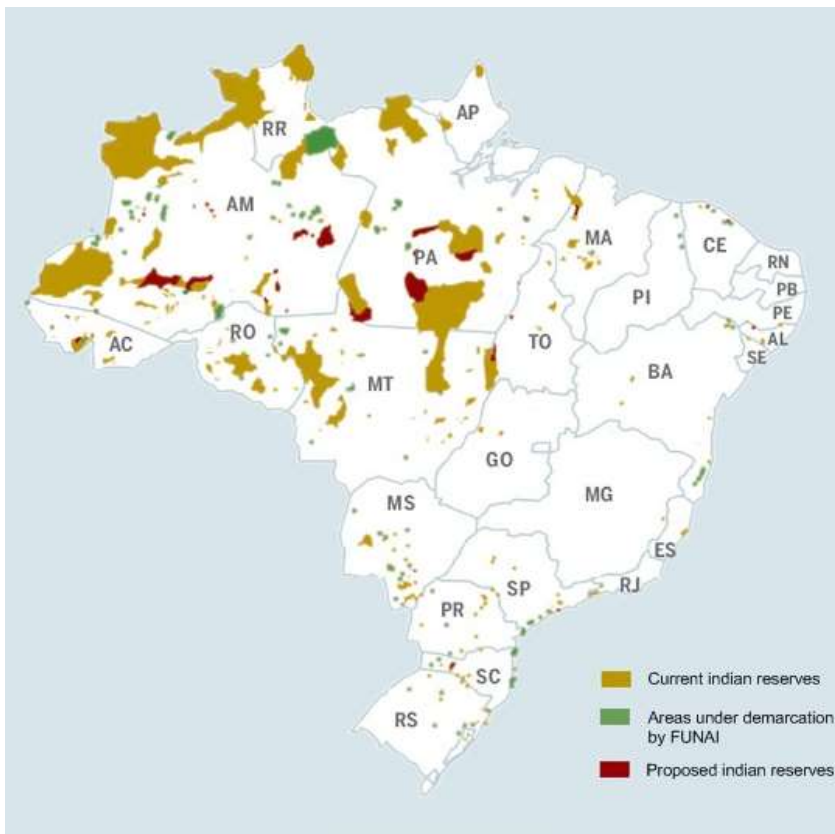 AP
RR
AM
PA
MA
CE
RN
PB
PE
AL
SE
PI
TO
AC
RO
MT
BA
GO
MG
MS
ES
SP
RJ
PR
SC
RS
Current indian reserves
Areas under demarcation
by FUNAI
Proposed indian reserves